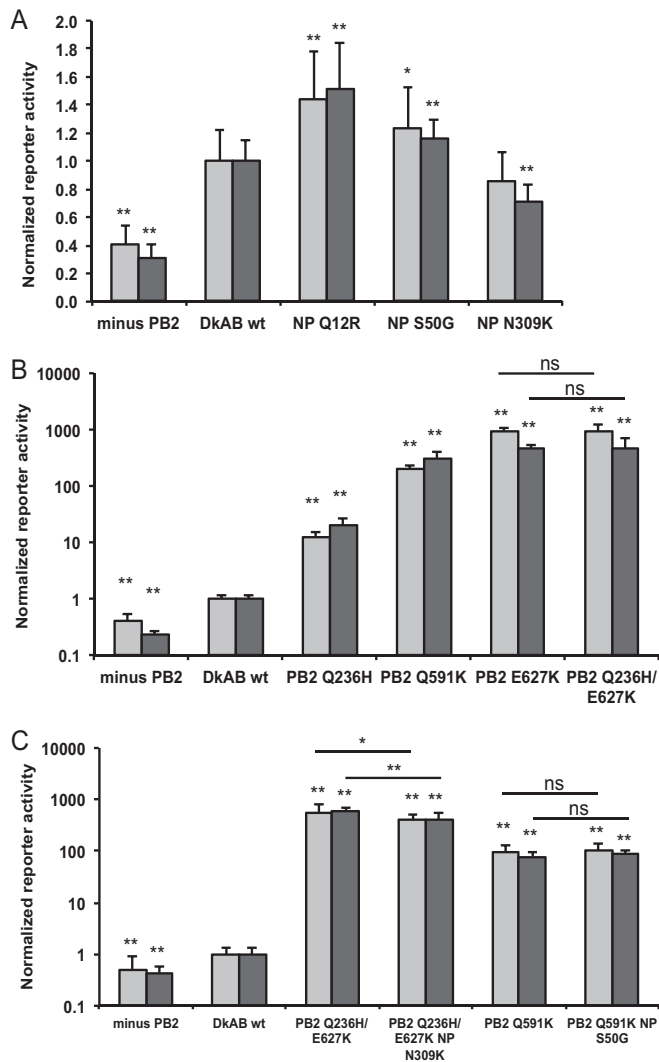 A
Normalized reporter activity
2.0
1.8
1.6
1.4
1.2
1.0
0.8
0.6
0.4
0.2
0.0
** ** ** ** * ** **
minus PB2 DkAB wt NP Q12R NP S50G NP N309K
B
Normalized reporter activity
10000
1000
100
10
1
0.1
ns
ns
** ** ** ** ** ** ** ** ** **
minus PB2 DkAB wt PB2 Q236H PB2 Q591K PB2 E627K PB2 Q236H/
E627K
C
Normalized reporter activity
10000
1000
100
10
1
0.1
* ns
** ns
** ** ** ** ** ** ** ** ** **
minus PB2 DkAB wt PB2 Q236H/ PB2 Q236H/ PB2 Q591K PB2 Q591K NP
E627K E627K NP S50G
N309K